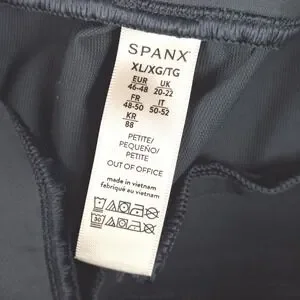 SPANX
XL/XG/TG
EUR UK
46-48 20-22
FR IT
48-50 50-52
KR
88
PETITE/
PEQUEÑO/
PETITE
OUT OF OFFICE
made in vietnam
fabriqué au vietnam
30